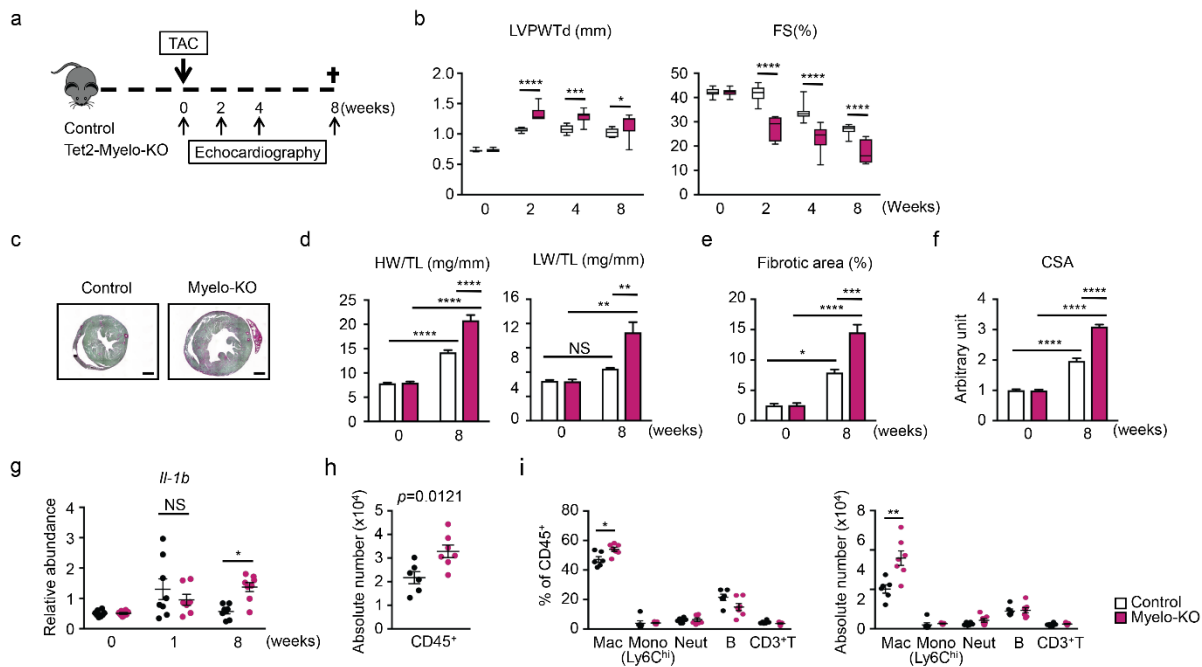 a
TAC
0 2 4 8 (weeks)
Control
Tet2-Myelo-KO
Echocardiography
b
LVPWTd (mm)
2.0
1.5
1.0
0.5
0
****
***
*
0 2 4 8
FS(%)
50
40
30
20
10
0
****
****
****
0 2 4 8 (Weeks)
c
Control
Myelo-KO
d
HW/TL (mg/mm)
25
20
15
10
5
0
****
****
****
0 8
LW/TL (mg/mm)
16
12
8
4
0
**
**
NS
0 8 (weeks)
e
Fibrotic area (%)
20
15
10
5
0
***
****
*
0 8 (weeks)
f
CSA
Arbitrary unit
4
3
2
1
0
****
****
****
0 8 (weeks)
g
Il-1b
Relative abundance
4
3
2
1
0
NS
*
0 1 8 (weeks)
h
p=0.0121
Absolute number (x10⁴)
5
4
3
2
1
0
CD45⁺
i
% of CD45⁺
80
60
40
20
0
*
Mac Mono Neut B CD3⁺T
(Ly6Cʰⁱ)
Absolute number (x10⁴)
8
6
4
2
0
**
Mac Mono Neut B CD3⁺T
(Ly6Cʰⁱ)
Control
Myelo-KO